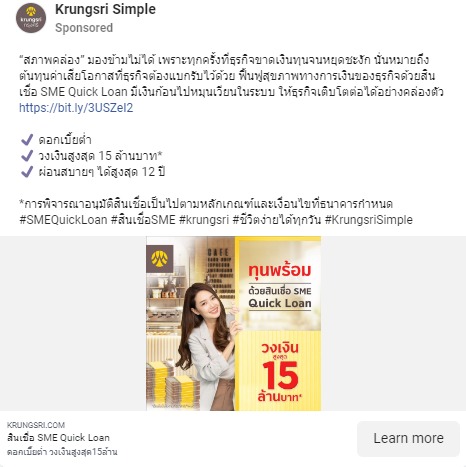 krungsri
กรุงศรี
Krungsri Simple
Sponsored
“สภาพคล่อง” มองข้ามไม่ได้ เพราะทุกครั้งที่ธุรกิจขาดเงินทุนจนหยุดชะงัก นั่นหมายถึง
ต้นทุนค่าเสียโอกาสที่ธุรกิจต้องแบกรับไว้ด้วย ฟื้นฟูสุขภาพทางการเงินของธุรกิจด้วยสิน
เชื่อ SME Quick Loan มีเงินก้อนไปหมุนเวียนในระบบ ให้ธุรกิจเติบโตต่อได้อย่างคล่องตัว
https://bit.ly/3USZeI2
✔ ดอกเบี้ยต่ำ
✔ วงเงินสูงสุด 15 ล้านบาท*
✔ ผ่อนสบายๆ ได้สูงสุด 12 ปี
*การพิจารณาอนุมัติสินเชื่อเป็นไปตามหลักเกณฑ์และเงื่อนไขที่ธนาคารกำหนด
#SMEQuickLoan #สินเชื่อSME #krungsri #ชีวิตง่ายได้ทุกวัน #KrungsriSimple
CAFE
ทุนพร้อม
ด้วยสินเชื่อ SME
Quick Loan
วงเงิน
สูงสุด
15
ล้านบาท*
KRUNGSRI.COM
สินเชื่อ SME Quick Loan
ดอกเบี้ยต่ำ วงเงินสูงสุด15ล้าน
Learn more